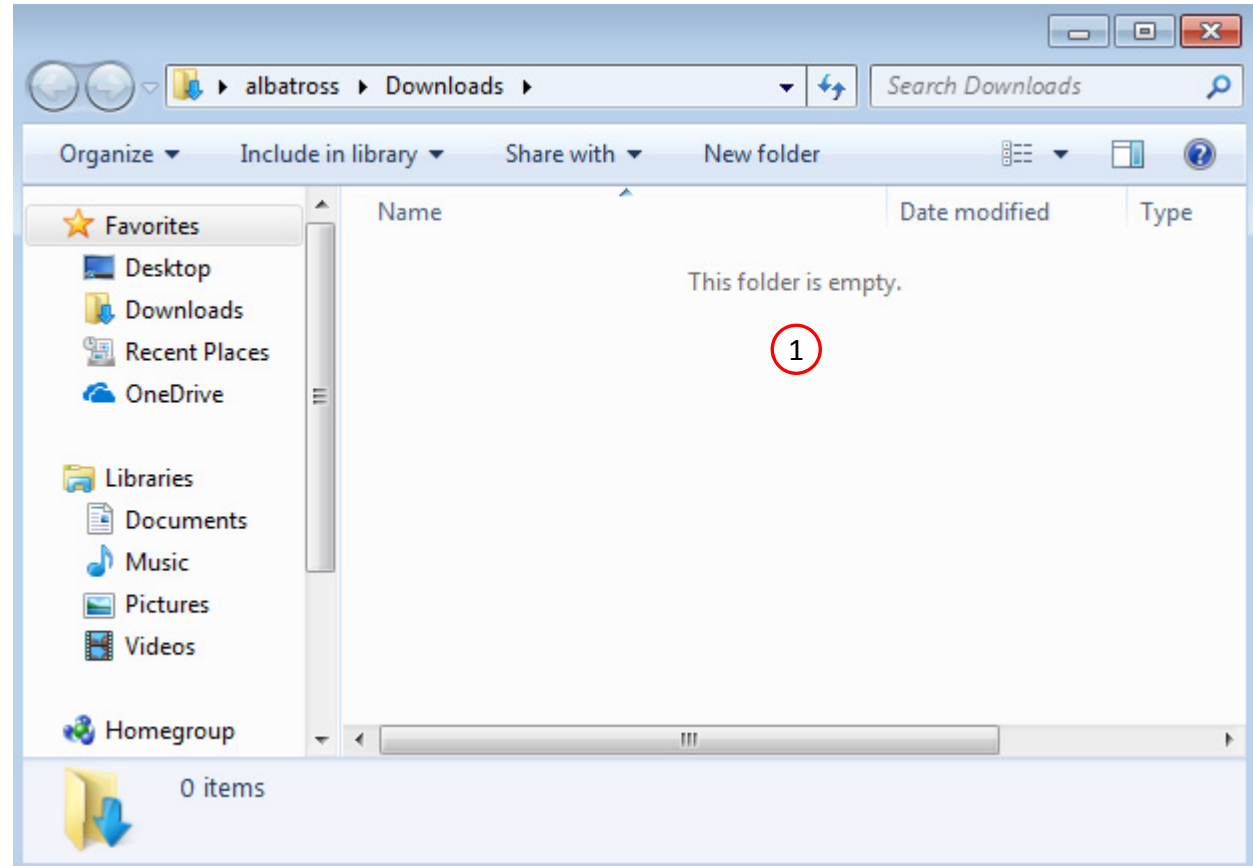 albatross Downloads
Search Downloads
Organize Include in library Share with New folder
Name Date modified Type
This folder is empty.
1
Favorites
Desktop
Downloads
Recent Places
OneDrive
Libraries
Documents
Music
Pictures
Videos
Homegroup
0 items